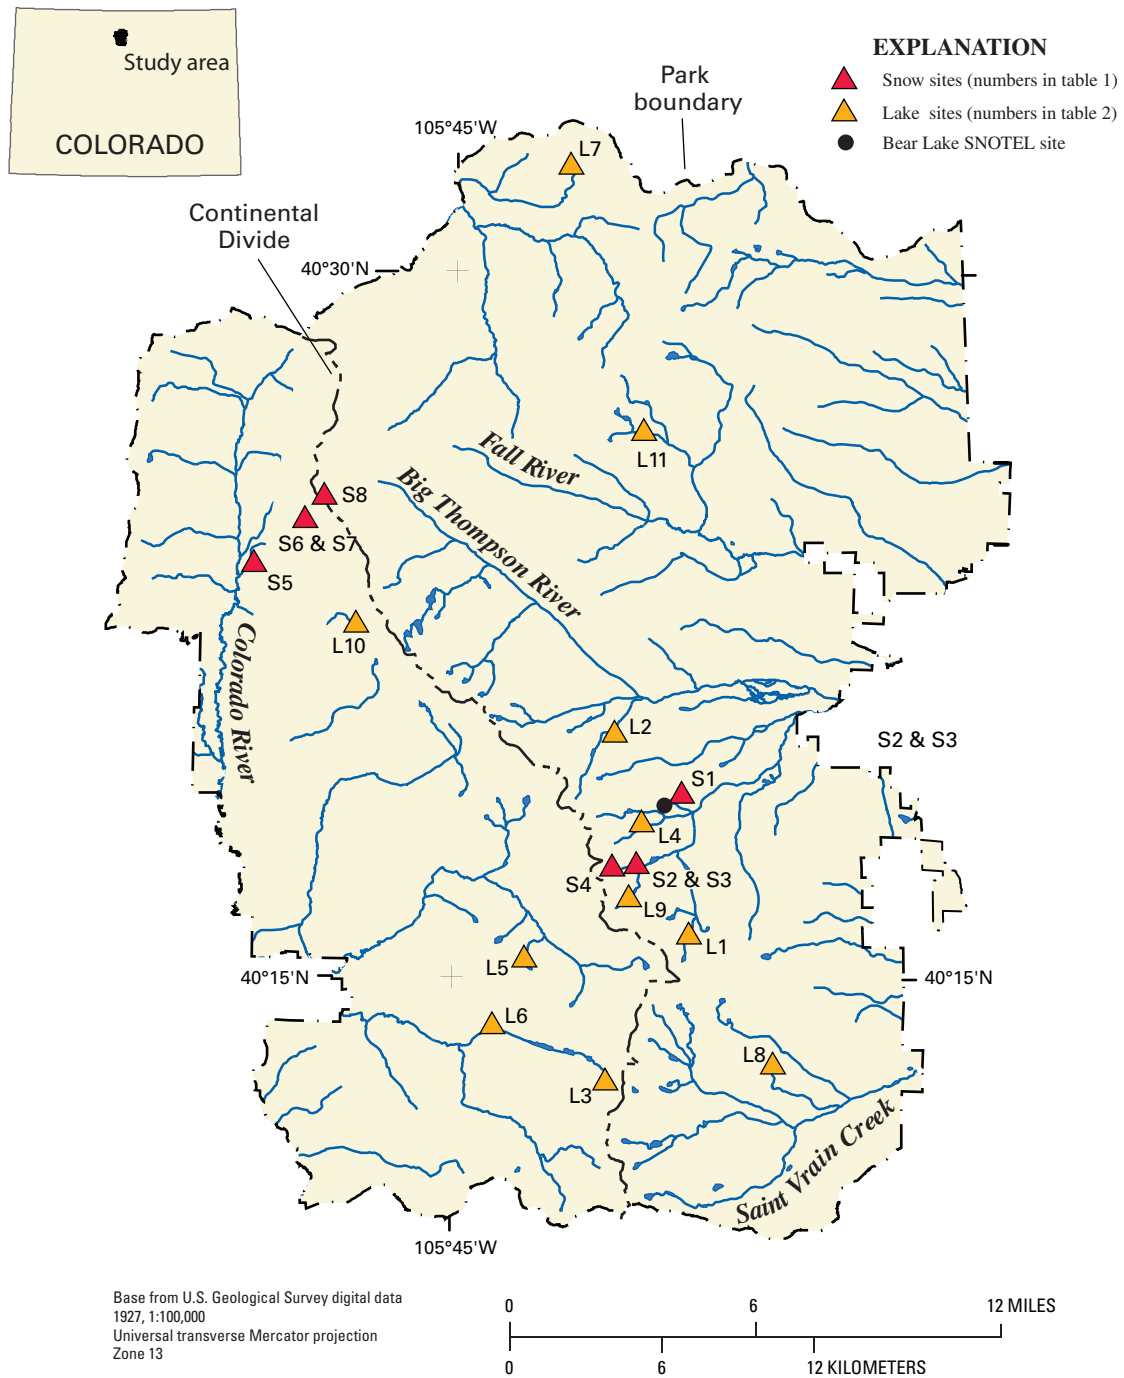 Study area
COLORADO
EXPLANATION
Snow sites (numbers in table 1)
Lake sites (numbers in table 2)
Bear Lake SNOTEL site
Park
boundary
105°45'W
L7
Continental
Divide
40°30'N
Fall River
L11
Big Thompson River
S8
S6 & S7
S5
L10
Colorado River
L2
S2 & S3
S1
L4
S4
S2 & S3
L9
L1
L5
40°15'N
40°15'N
L6
L8
L3
Saint Vrain Creek
105°45'W
Base from U.S. Geological Survey digital data
1927, 1:100,000
Universal transverse Mercator projection
Zone 13
0 6 12 MILES
0 6 12 KILOMETERS